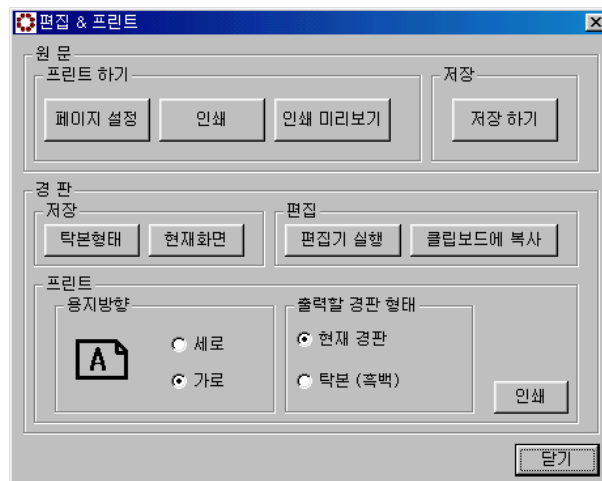 편집 & 프린트
원 문
프린트 하기
저장
페이지 설정
인쇄
인쇄 미리보기
저장 하기
경 판
저장
편집
탁본형태
현재화면
편집기 실행
클립보드에 복사
프린트
용지방향
출력할 경판 형태
A
세로
가로
현재 경판
탁본 (흑백)
인쇄
닫기